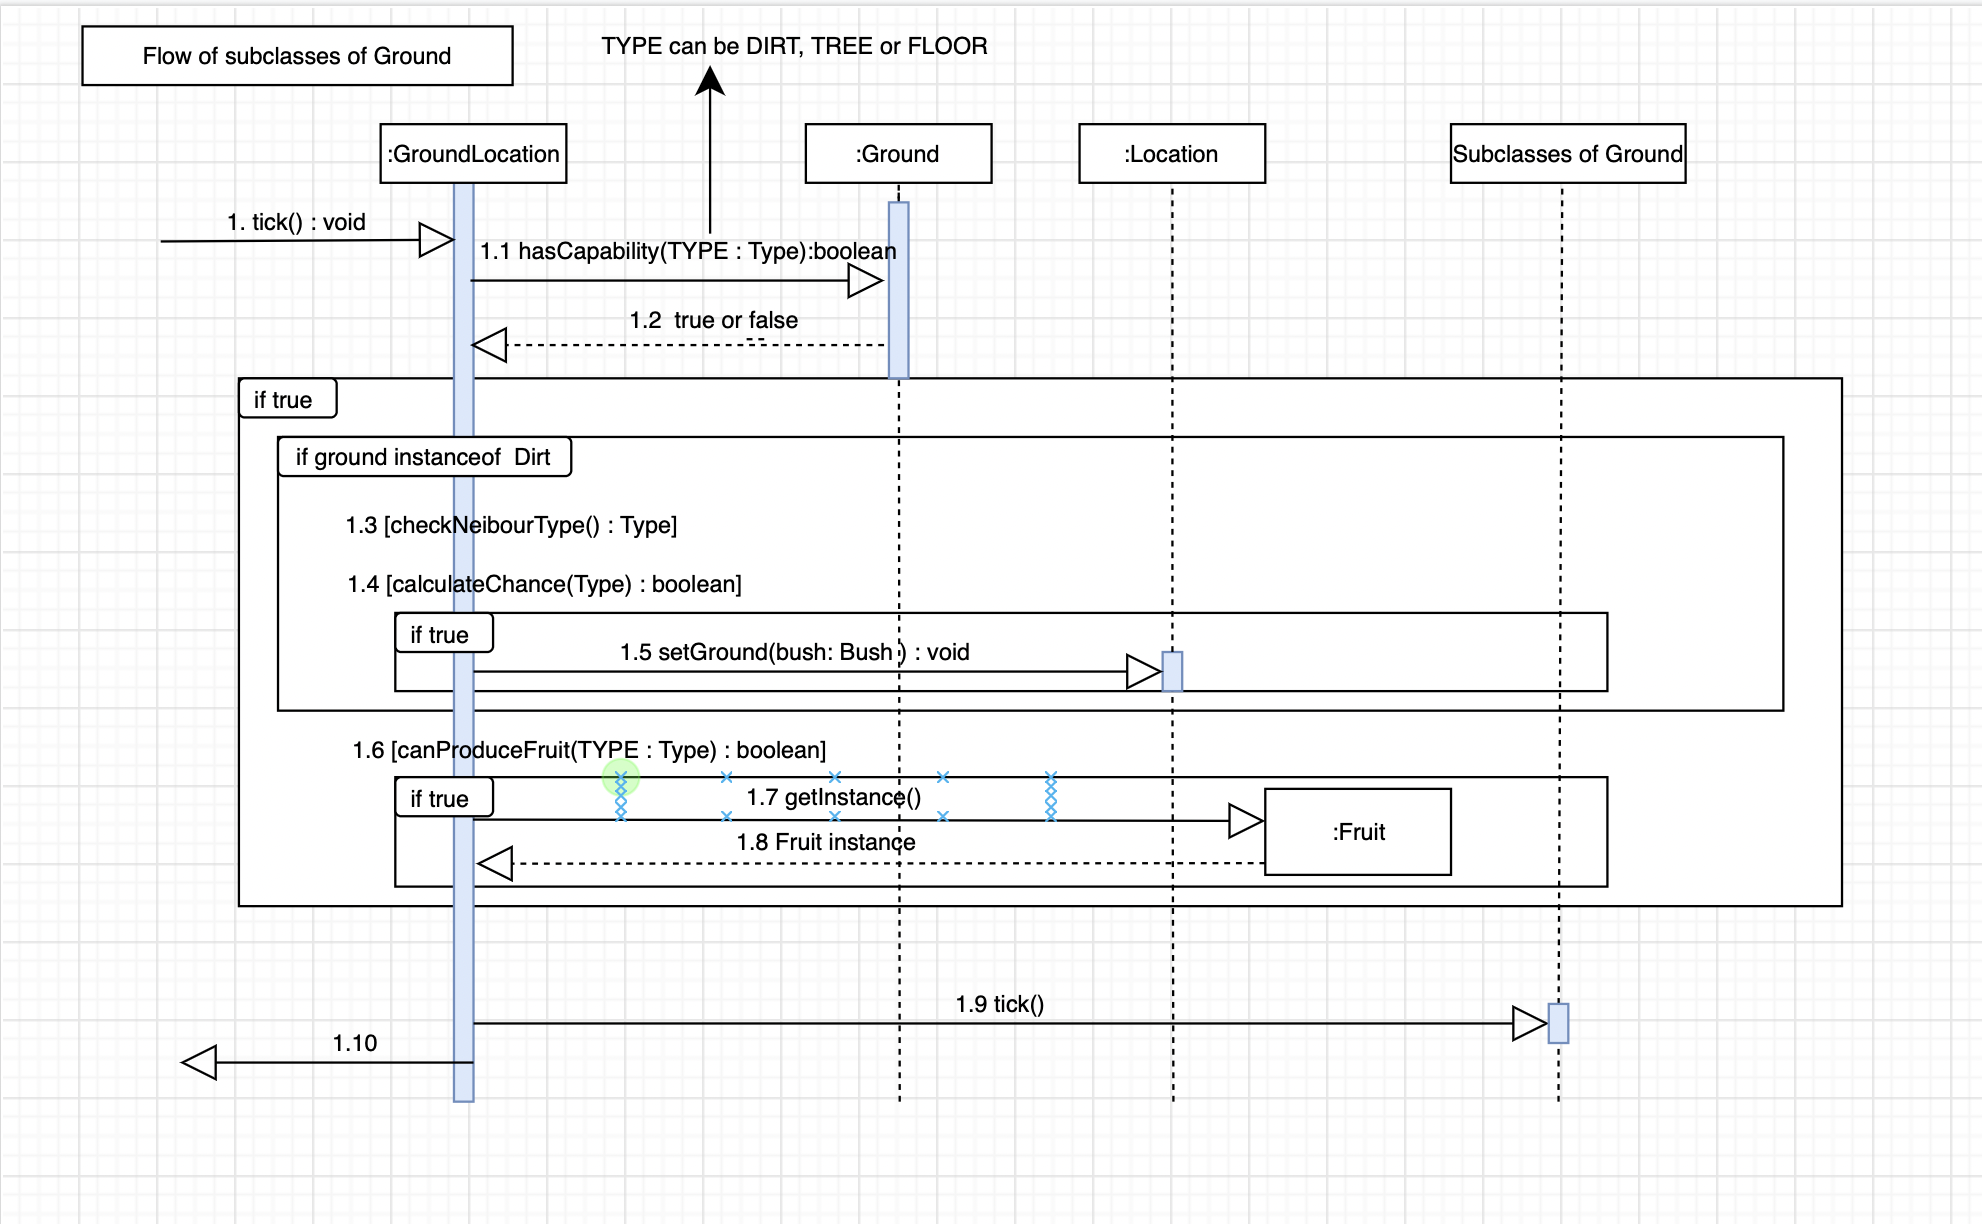 Flow of subclasses of Ground
TYPE can be DIRT, TREE or FLOOR
:GroundLocation
:Ground
:Location
Subclasses of Ground
1. tick() : void
1.1 hasCapability(TYPE : Type):boolean
1.2  true or false
if true
if ground instanceof  Dirt
1.3 [checkNeibourType() : Type]
1.4 [calculateChance(Type) : boolean]
if true
1.5 setGround(bush: Bush ) : void
1.6 [canProduceFruit(TYPE : Type) : boolean]
if true
1.7 getInstance()
:Fruit
1.8 Fruit instance
1.9 tick()
1.10